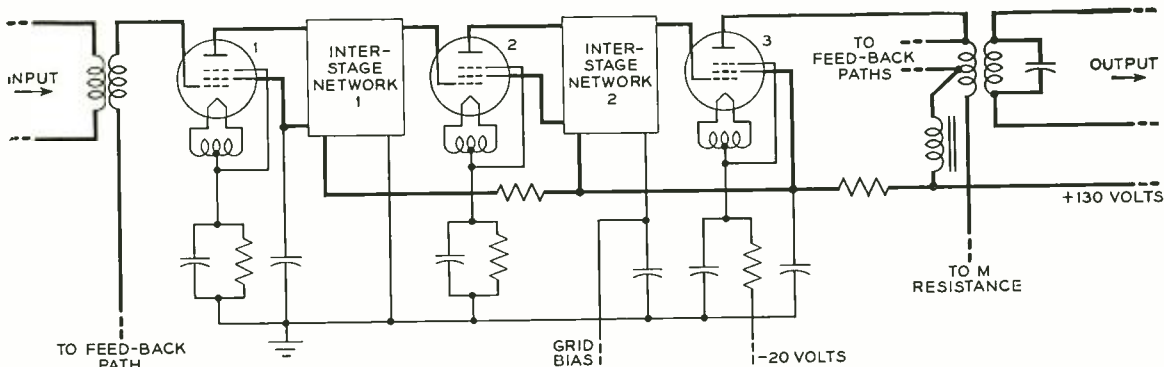 INPUT
1
INTER-
STAGE
NETWORK
1
2
INTER-
STAGE
NETWORK
2
3
TO
FEED-BACK
PATHS
OUTPUT
+130 VOLTS
TO M
RESISTANCE
TO FEED-BACK
PATH
GRID
BIAS
-20 VOLTS